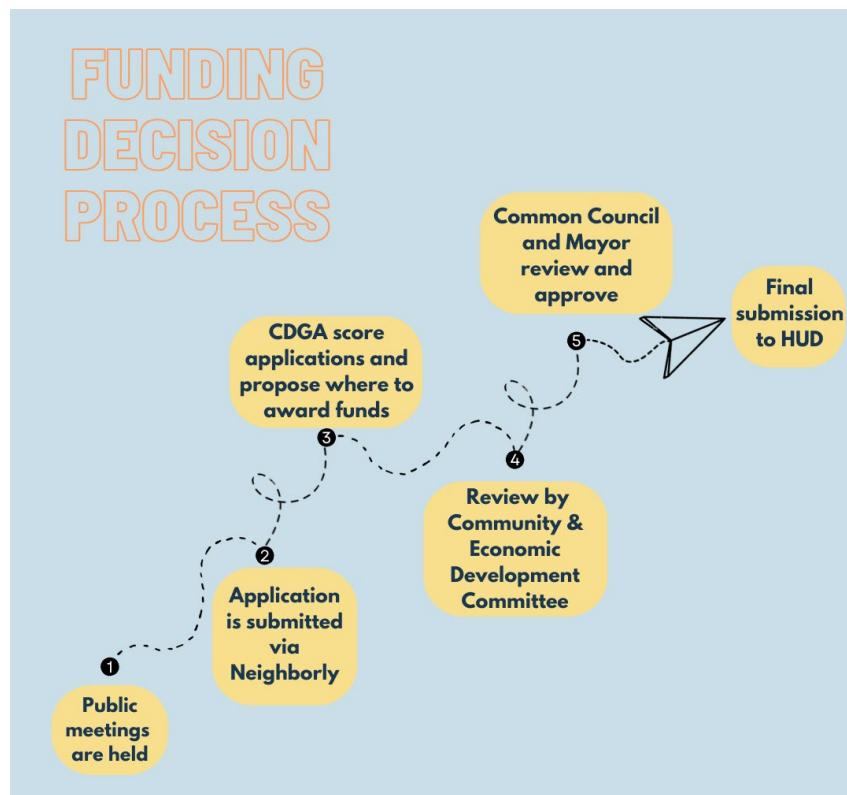 FUNDING
DECISION
PROCESS
1
Public
meetings
are held
2
Application
is submitted
via
Neighborly
3
CDGA score
applications and
propose where to
award funds
4
Review by
Community &
Economic
Development
Committee
5
Common Council
and Mayor
review and
approve
Final
submission
to HUD